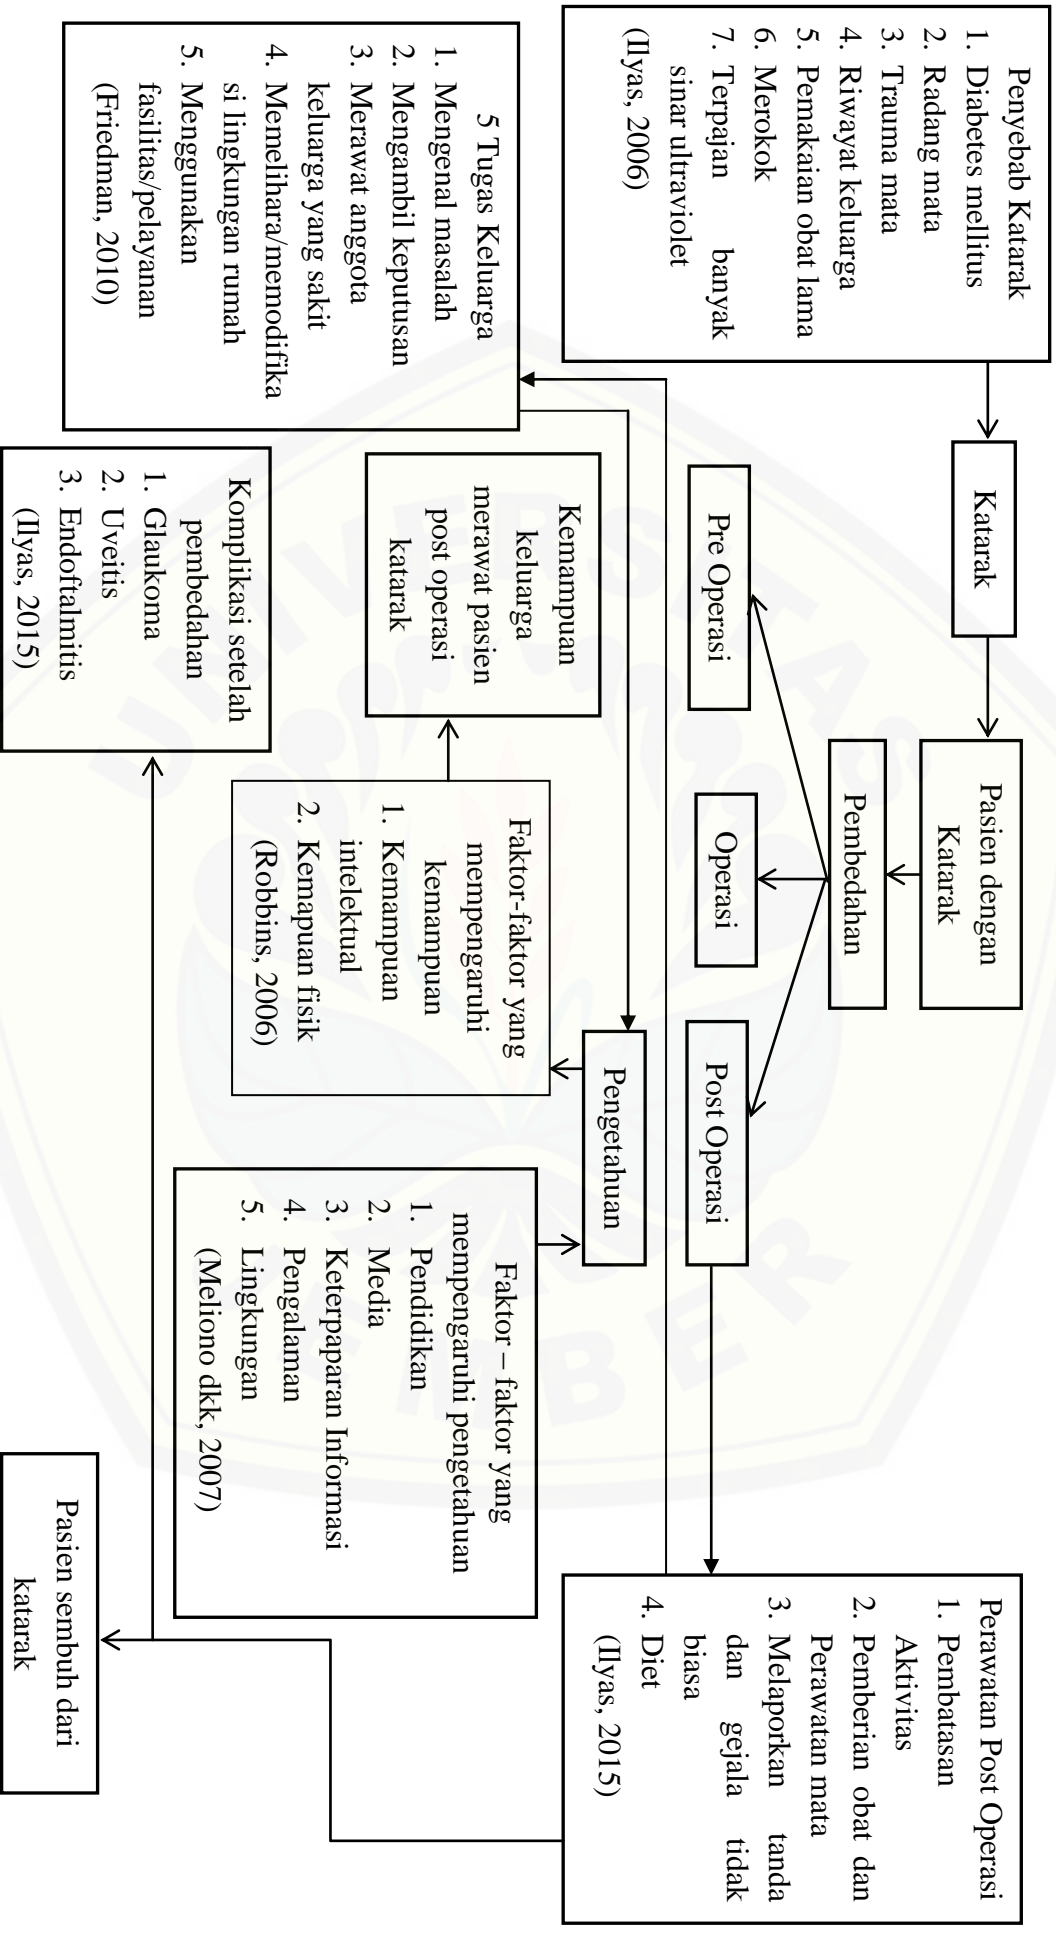 Penyebab Katarak
1. Diabetes mellitus
2. Radang mata
3. Trauma mata
4. Riwayat keluarga
5. Pemakaian obat lama
6. Merokok
7. Terpajan banyak
sinar ultraviolet
(Ilyas, 2006)
Katarak
Pasien dengan
Katarak
Pembedahan
Pre Operasi
Operasi
Post Operasi
Perawatan Post Operasi
1. Pembatasan
Aktivitas
2. Pemberian obat dan
Perawatan mata
3. Melaporkan tanda
dan gejala tidak
biasa
4. Diet
(Ilyas, 2015)
5 Tugas Keluarga
1. Mengenal masalah
2. Mengambil keputusan
3. Merawat anggota
keluarga yang sakit
4. Memelihara/memodifika
si lingkungan rumah
5. Menggunakan
fasilitas/pelayanan
(Friedman, 2010)
Kemampuan
keluarga
merawat pasien
post operasi
katarak
Pengetahuan
Faktor-faktor yang
mempengaruhi
kemampuan
1. Kemampuan
intelektual
2. Kemapuan fisik
(Robbins, 2006)
Faktor – faktor yang
mempengaruhi pengetahuan
1. Pendidikan
2. Media
3. Keterpaparan Informasi
4. Pengalaman
5. Lingkungan
(Meliono dkk, 2007)
Komplikasi setelah
pembedahan
1. Glaukoma
2. Uveitis
3. Endoftalmitis
(Ilyas, 2015)
Pasien sembuh dari
katarak
UNIVERSITAS
JEMBER